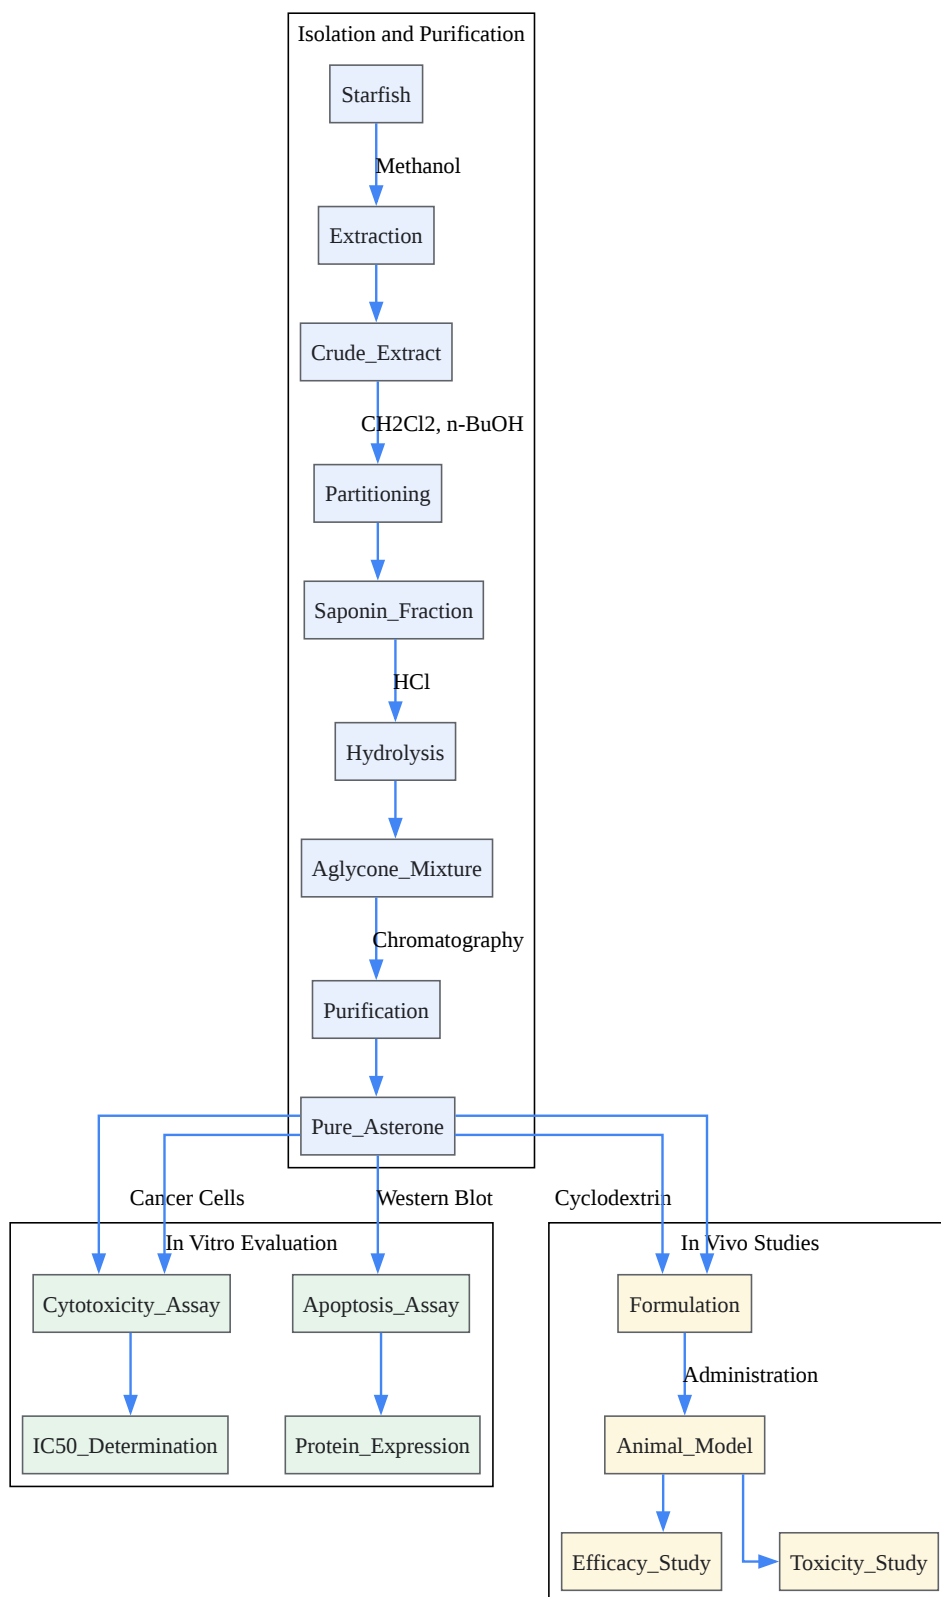 Isolation and Purification
Starfish
Methanol
Extraction
Crude_Extract
CH2Cl2, n-BuOH
Partitioning
Saponin_Fraction
HCl
Hydrolysis
Aglycone_Mixture
Chromatography
Purification
Pure_Asterone
Cancer Cells
Western Blot
Cyclodextrin
In Vitro Evaluation
In Vivo Studies
Cytotoxicity_Assay
Apoptosis_Assay
Formulation
Administration
IC50_Determination
Protein_Expression
Animal_Model
Efficacy_Study
Toxicity_Study